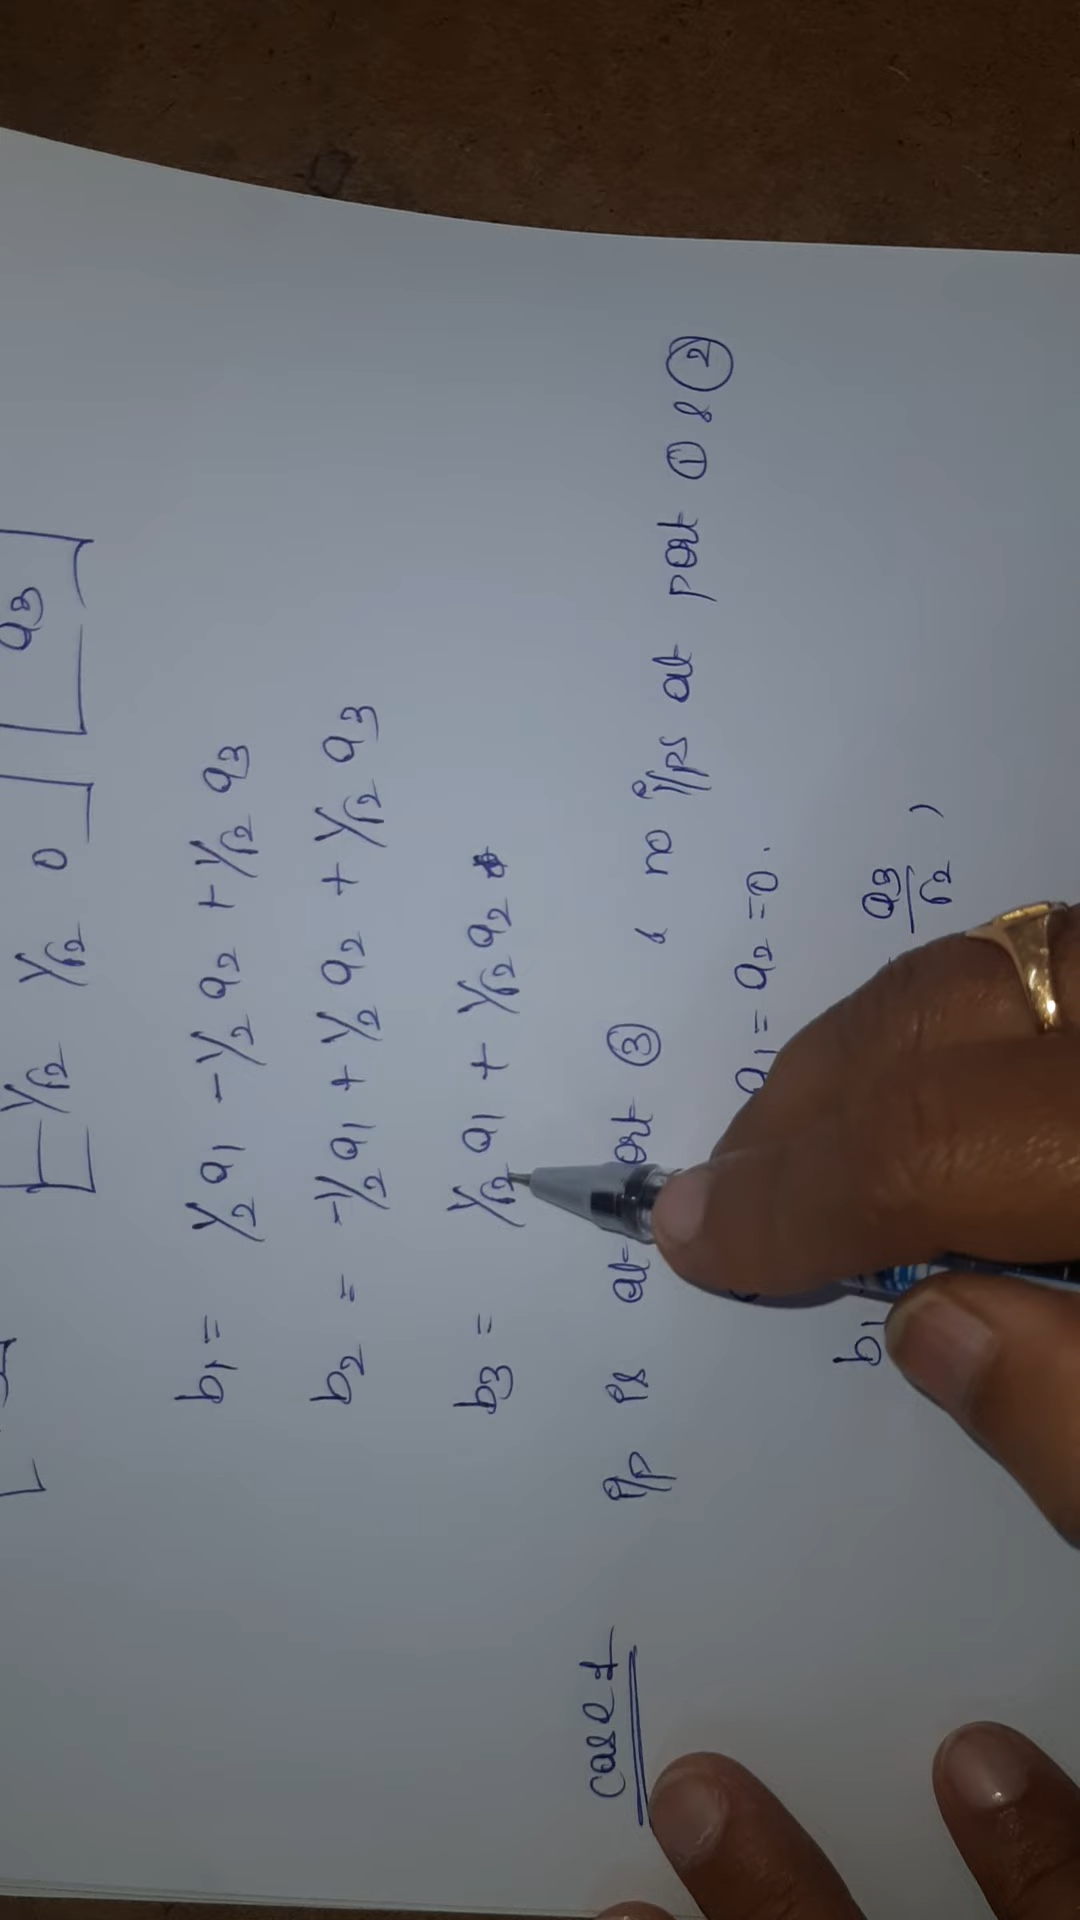 1/√2 1/√2 0 a3
b1 = 1/2 a1 - 1/2 a2 + 1/√2 a3
b2 = -1/2 a1 + 1/2 a2 + 1/√2 a3
b3 = 1/√2 a1 + 1/√2 a2
case 1 i/p is at ort ③ & no i/ps at port ① & ②
a1 = a2 = 0.
b1 a3/√2 ,